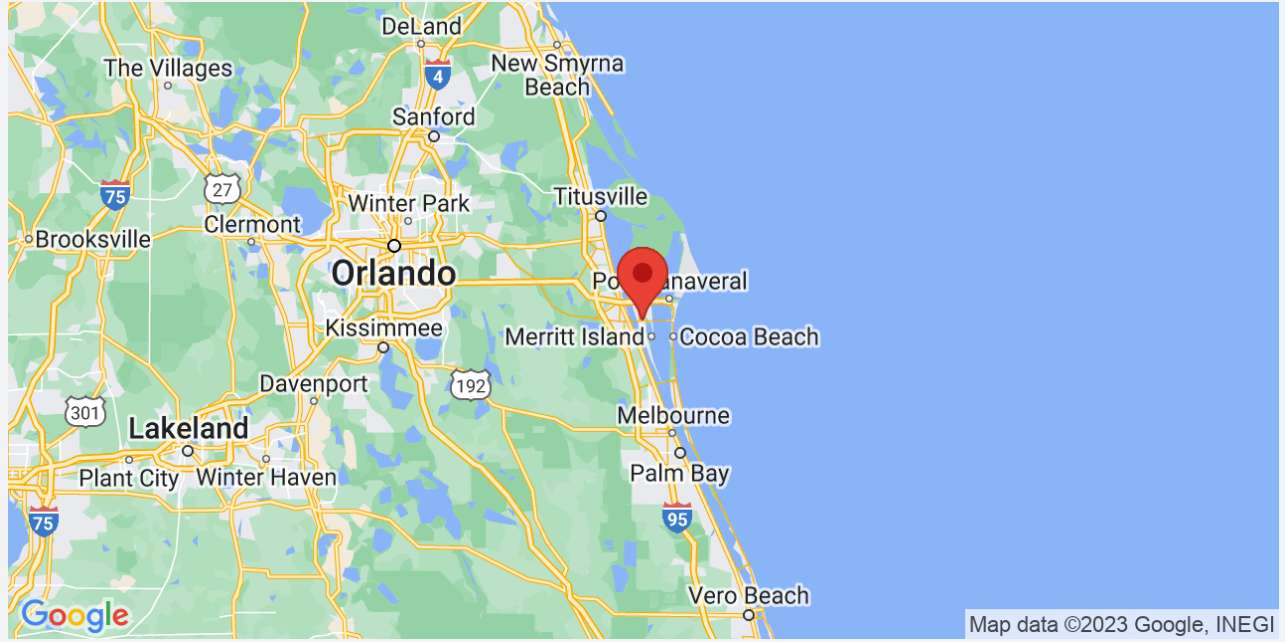 DeLand
The Villages
New Smyrna
Beach
4
Sanford
75
27
Winter Park
Titusville
Clermont
Brooksville
Orlando
Po
anaveral
Kissimmee
Merritt Island
Cocoa Beach
Davenport
192
301
Lakeland
Melbourne
Plant City
Winter Haven
Palm Bay
75
95
Vero Beach
Google
Map data ©2023 Google, INEGI